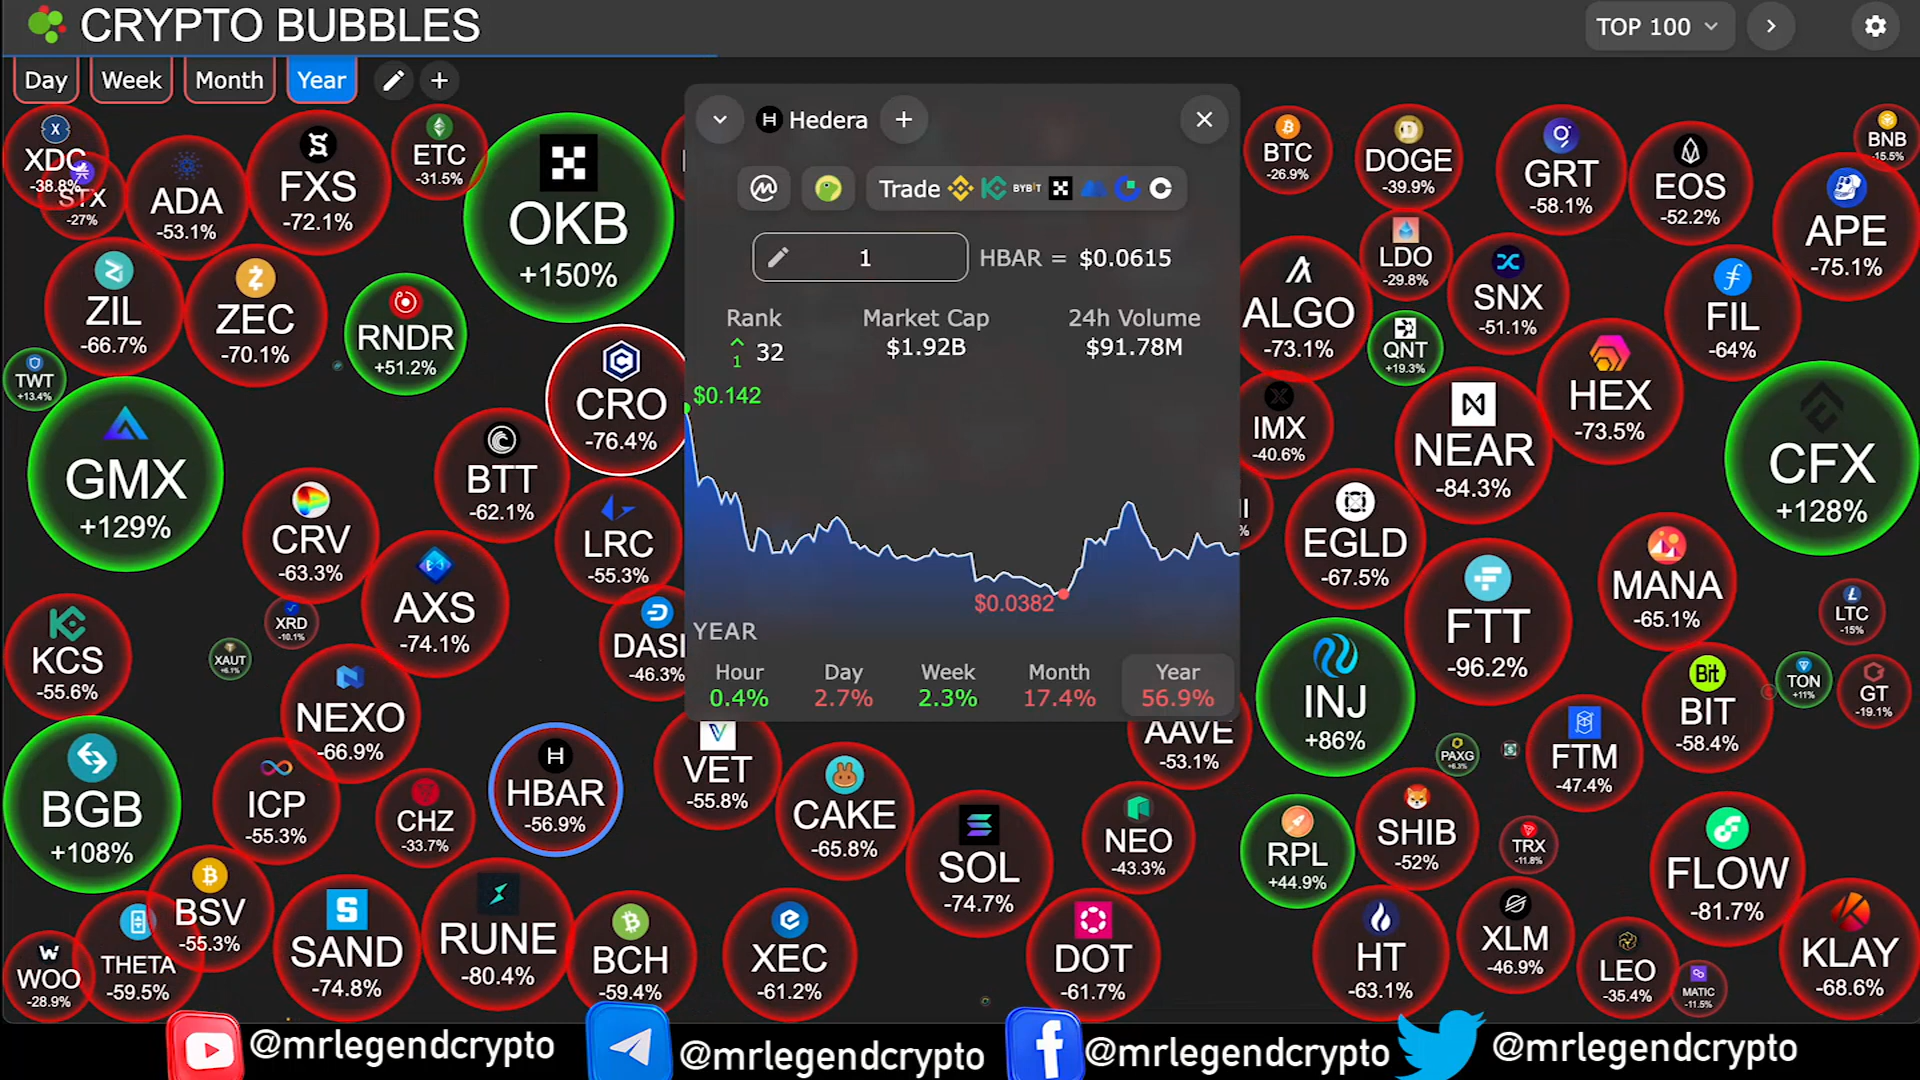 CRYPTO BUBBLES
TOP 100
Day
Week
Month
Year
Hedera
Trade
BYBIT
1
HBAR = $0.0615
Rank
Market Cap
24h Volume
1
32
$1.92B
$91.78M
$0.142
$0.0382
YEAR
Hour
Day
Week
Month
Year
0.4%
2.7%
2.3%
17.4%
56.9%
XDC
-38.8%
STX
-27%
ADA
-53.1%
FXS
-72.1%
ETC
-31.5%
OKB
+150%
BTC
-26.9%
DOGE
-39.9%
GRT
-58.1%
EOS
-52.2%
BNB
-15.5%
APE
-75.1%
ZIL
-66.7%
ZEC
-70.1%
RNDR
+51.2%
CRO
-76.4%
ALGO
-73.1%
LDO
-29.8%
SNX
-51.1%
FIL
-64%
QNT
+19.3%
TWT
+13.4%
GMX
+129%
BTT
-62.1%
IMX
-40.6%
NEAR
-84.3%
HEX
-73.5%
CFX
+128%
CRV
-63.3%
LRC
-55.3%
EGLD
-67.5%
AXS
-74.1%
FTT
-96.2%
MANA
-65.1%
LTC
-15%
XRD
-10.1%
XAUT
+6.1%
KCS
-55.6%
DASH
-46.3%
NEXO
-66.9%
INJ
+86%
BIT
Bit
-58.4%
TON
+11%
GT
-19.1%
BGB
+108%
ICP
-55.3%
CHZ
-33.7%
HBAR
-56.9%
VET
-55.8%
CAKE
-65.8%
AAVE
-53.1%
PAXG
+6.3%
FTM
-47.4%
SOL
-74.7%
NEO
-43.3%
RPL
+44.9%
SHIB
-52%
TRX
-11.8%
FLOW
-81.7%
BSV
-55.3%
WOO
-28.9%
THETA
-59.5%
SAND
-74.8%
RUNE
-80.4%
BCH
-59.4%
XEC
-61.2%
DOT
-61.7%
HT
-63.1%
XLM
-46.9%
LEO
-35.4%
MATIC
-11.5%
KLAY
-68.6%
@mrlegendcrypto
@mrlegendcrypto
@mrlegendcrypto
@mrlegendcrypto